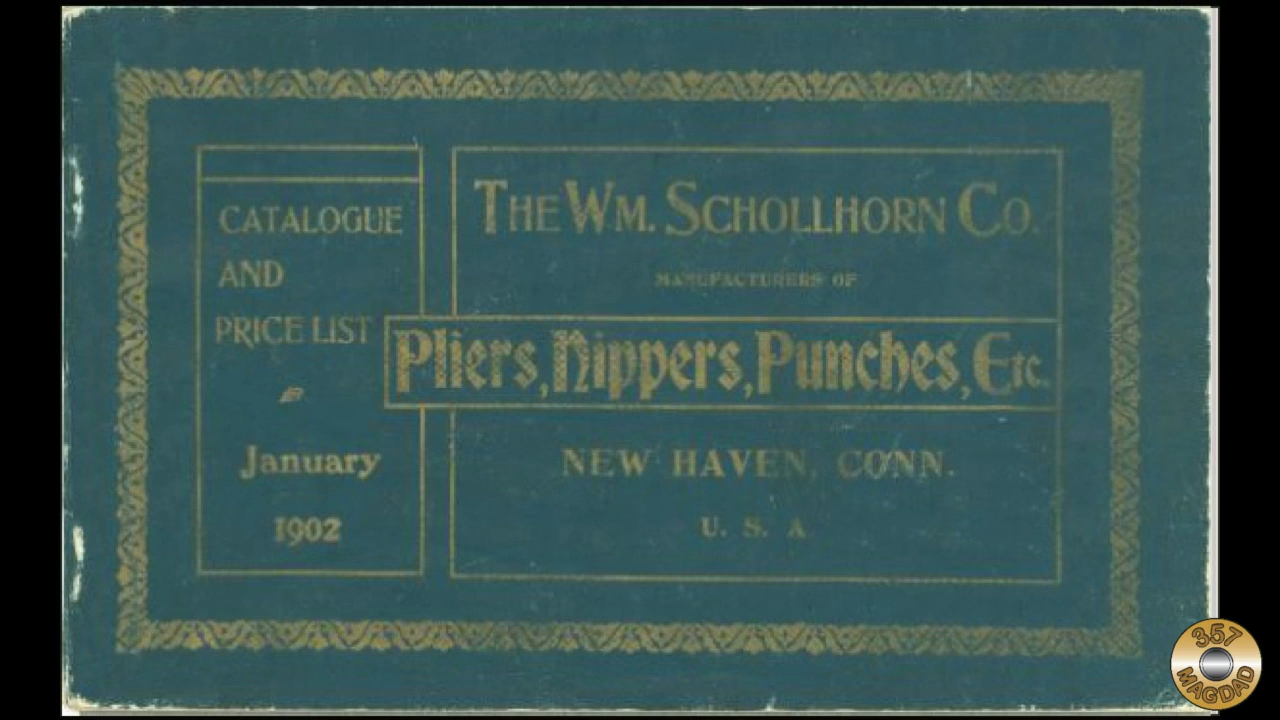 CATALOGUE
AND
PRICE LIST
January
1902
THE WM. SCHOLLHORN CO.
MANUFACTURERS OF
Pliers, Nippers, Punches, Etc.
NEW HAVEN, CONN.
U. S. A
357
MAGDAD